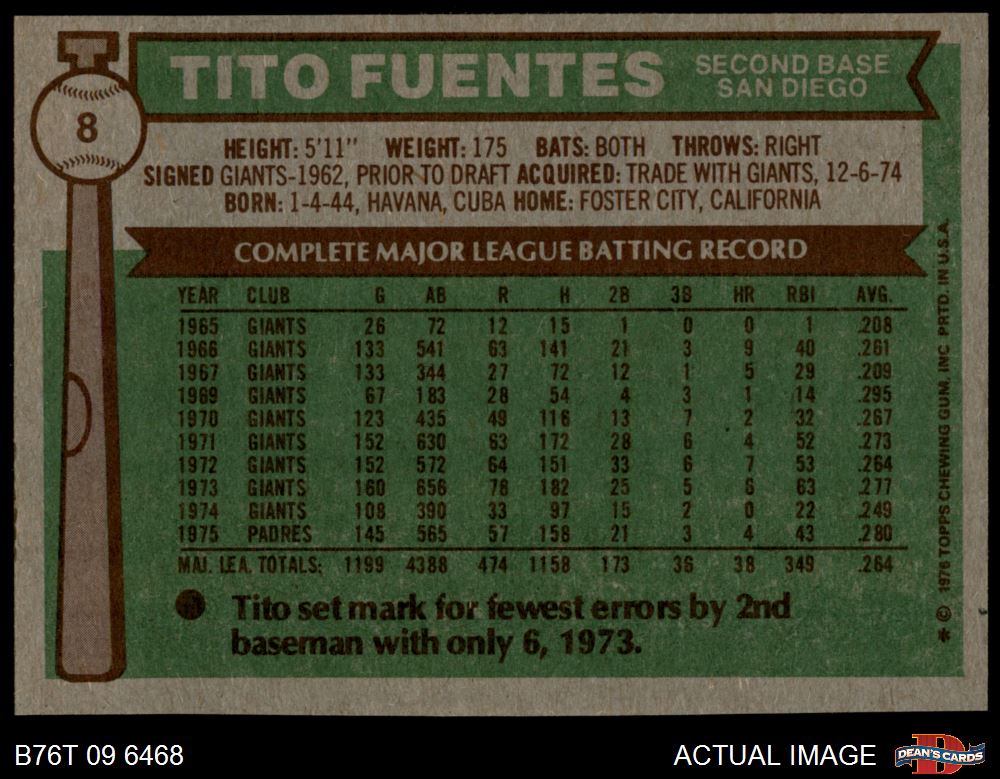 TITO FUENTES
SECOND BASE
SAN DIEGO
8
HEIGHT: 5'11" WEIGHT: 175 BATS: BOTH THROWS: RIGHT
SIGNED GIANTS-1962, PRIOR TO DRAFT ACQUIRED: TRADE WITH GIANTS, 12-6-74
BORN: 1-4-44, HAVANA, CUBA HOME: FOSTER CITY, CALIFORNIA
COMPLETE MAJOR LEAGUE BATTING RECORD
YEAR CLUB G AB R H 2B 3B HR RBI AVG.
1965 GIANTS 26 72 12 15 1 0 0 1 .208
1966 GIANTS 133 541 63 141 21 3 9 40 .261
1967 GIANTS 133 344 27 72 12 1 5 29 .209
1969 GIANTS 67 183 28 54 4 3 1 14 .295
1970 GIANTS 123 435 49 116 13 7 2 32 .267
1971 GIANTS 152 630 63 172 28 6 4 52 .273
1972 GIANTS 152 572 64 151 33 6 7 53 .264
1973 GIANTS 160 656 78 182 25 5 6 63 .277
1974 GIANTS 108 390 33 97 15 2 0 22 .249
1975 PADRES 145 565 57 158 21 3 4 43 .280
MAJ. LEA. TOTALS: 1199 4388 474 1158 173 36 38 349 .264
Tito set mark for fewest errors by 2nd
baseman with only 6, 1973.
* © 1976 TOPPS CHEWING GUM, INC PRTD. IN U.S.A.
B76T 09 6468
ACTUAL IMAGE
DEAN'S CARDS